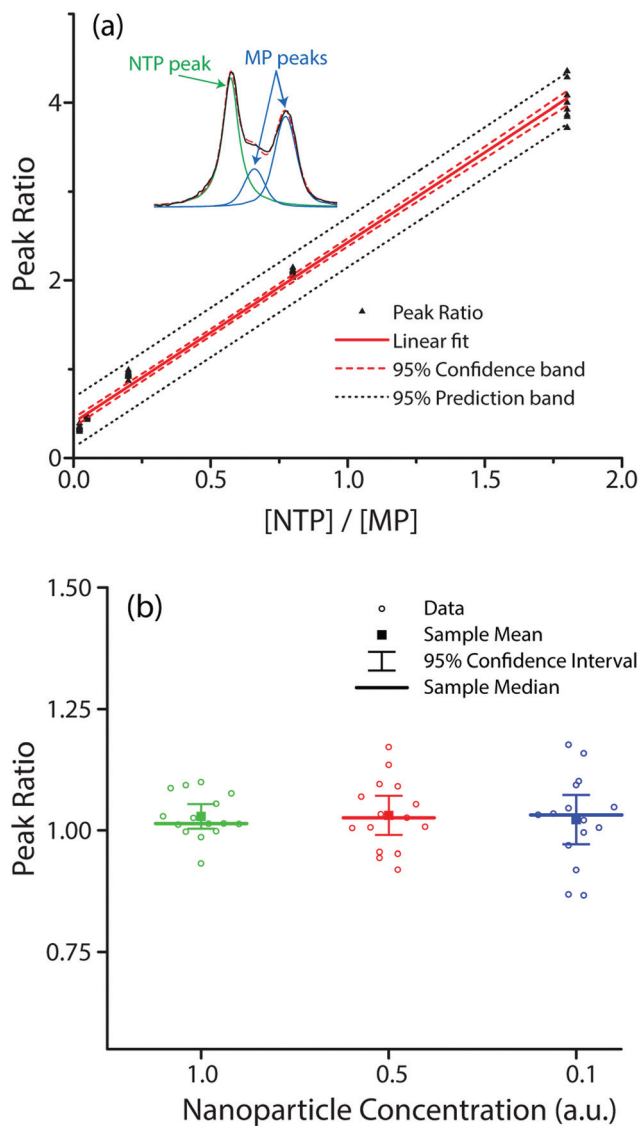 (a)
NTP peak
MP peaks
4
2
0
Peak Ratio
Peak Ratio
Linear fit
95% Confidence band
95% Prediction band
0.0
0.5
1.0
1.5
2.0
[NTP] / [MP]
(b)
1.50
1.25
1.00
0.75
Peak Ratio
Data
Sample Mean
95% Confidence Interval
Sample Median
1.0
0.5
0.1
Nanoparticle Concentration (a.u.)